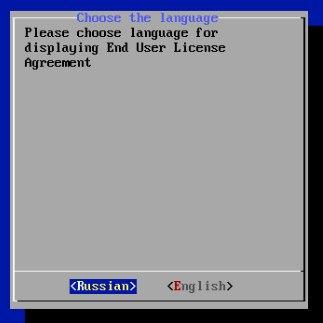 Choose the language
Please choose language for
displaying End User License
Agreement
<Russian> <English>